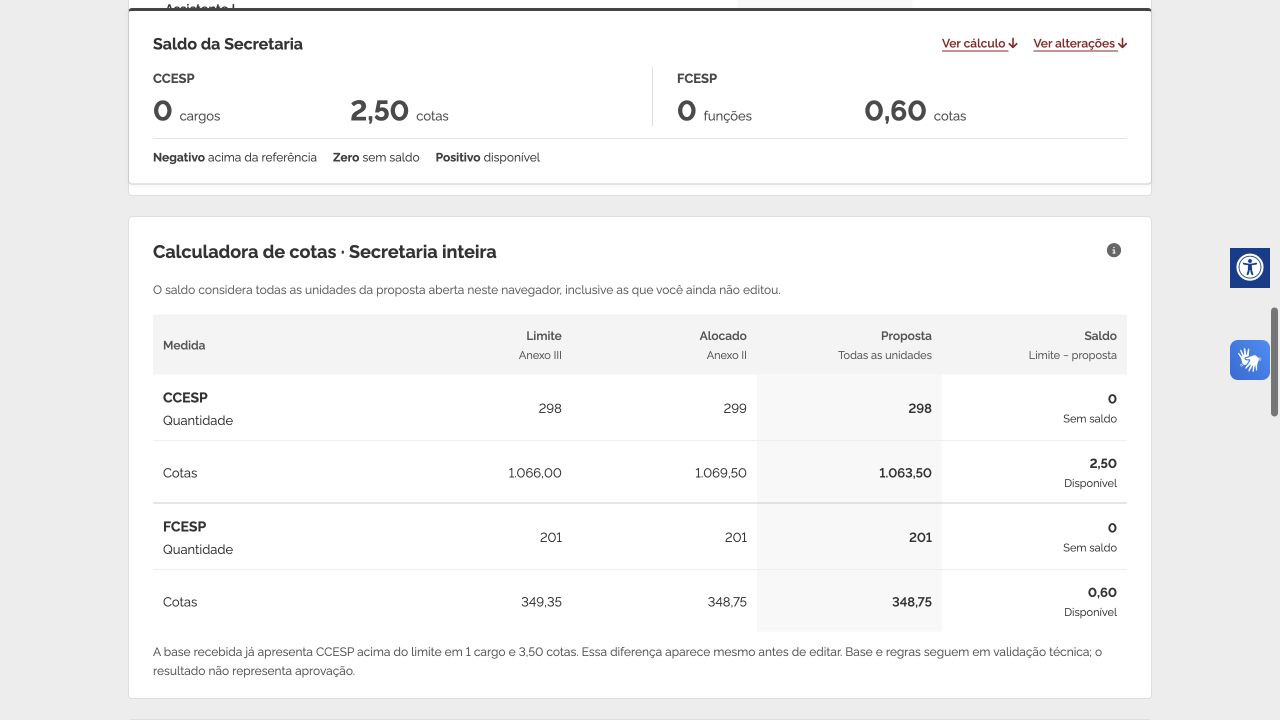 Assistente I
Saldo da Secretaria
Ver cálculo
Ver alterações
CCESP
0 cargos
2,50 cotas
FCESP
0 funções
0,60 cotas
Negativo acima da referência Zero sem saldo Positivo disponível
Calculadora de cotas · Secretaria inteira
O saldo considera todas as unidades da proposta aberta neste navegador, inclusive as que você ainda não editou.
Medida
Limite
Anexo III
Alocado
Anexo II
Proposta
Todas as unidades
Saldo
Limite − proposta
CCESP
Quantidade
298
299
298
0
Sem saldo
Cotas
1.066,00
1.069,50
1.063,50
2,50
Disponível
FCESP
Quantidade
201
201
201
0
Sem saldo
Cotas
349,35
348,75
348,75
0,60
Disponível
A base recebida já apresenta CCESP acima do limite em 1 cargo e 3,50 cotas. Essa diferença aparece mesmo antes de editar. Base e regras seguem em validação técnica; o
resultado não representa aprovação.